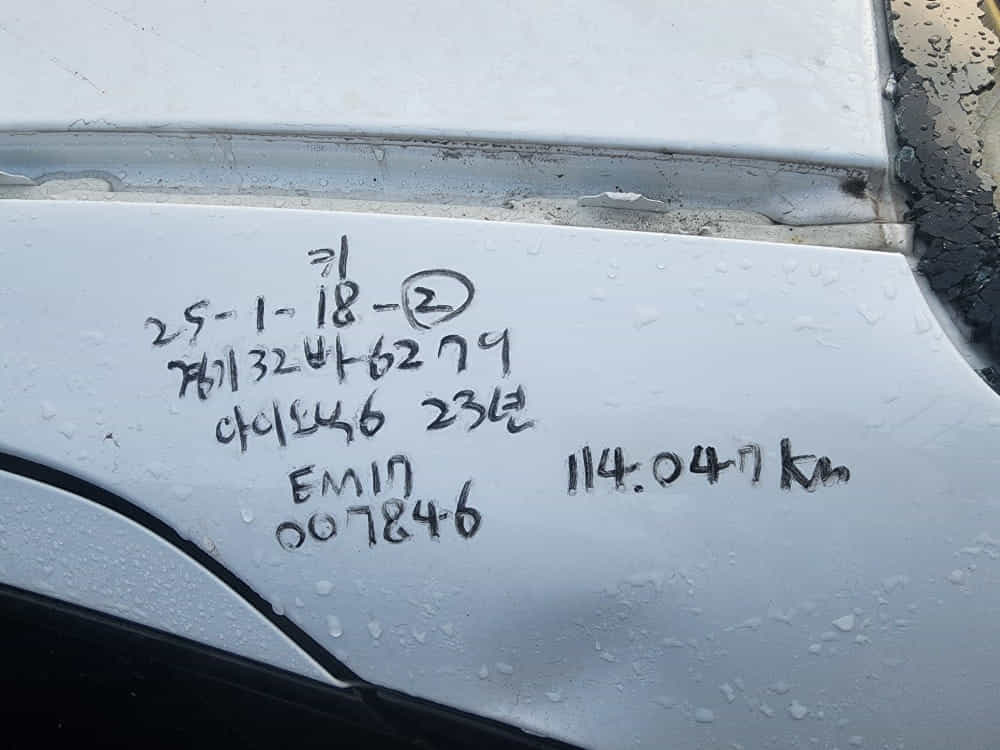 키
25-1-18-②
경기32바6279
아이오닉6 23년
EM17
007846
114.047 Km